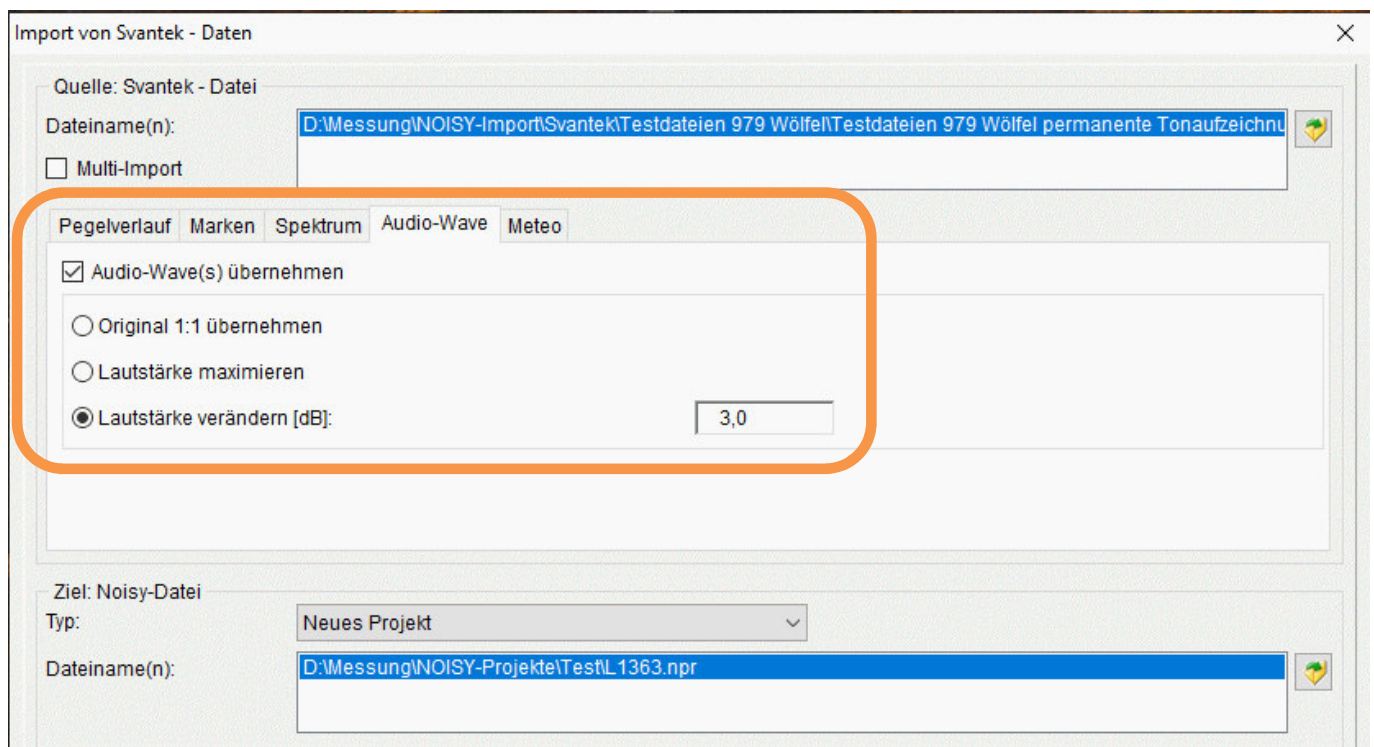 Import von Svantek - Daten
Quelle: Svantek - Datei
Dateiname(n):
D:\Messung\NOISY-Import\Svantek\Testdateien 979 Wölfel\Testdateien 979 Wölfel permanente Tonaufzeichnu
Multi-Import
Pegelverlauf Marken Spektrum Audio-Wave Meteo
Audio-Wave(s) übernehmen
Original 1:1 übernehmen
Lautstärke maximieren
Lautstärke verändern [dB]: 3,0
Ziel: Noisy-Datei
Typ: Neues Projekt
Dateiname(n): D:\Messung\NOISY-Projekte\Test\L1363.npr